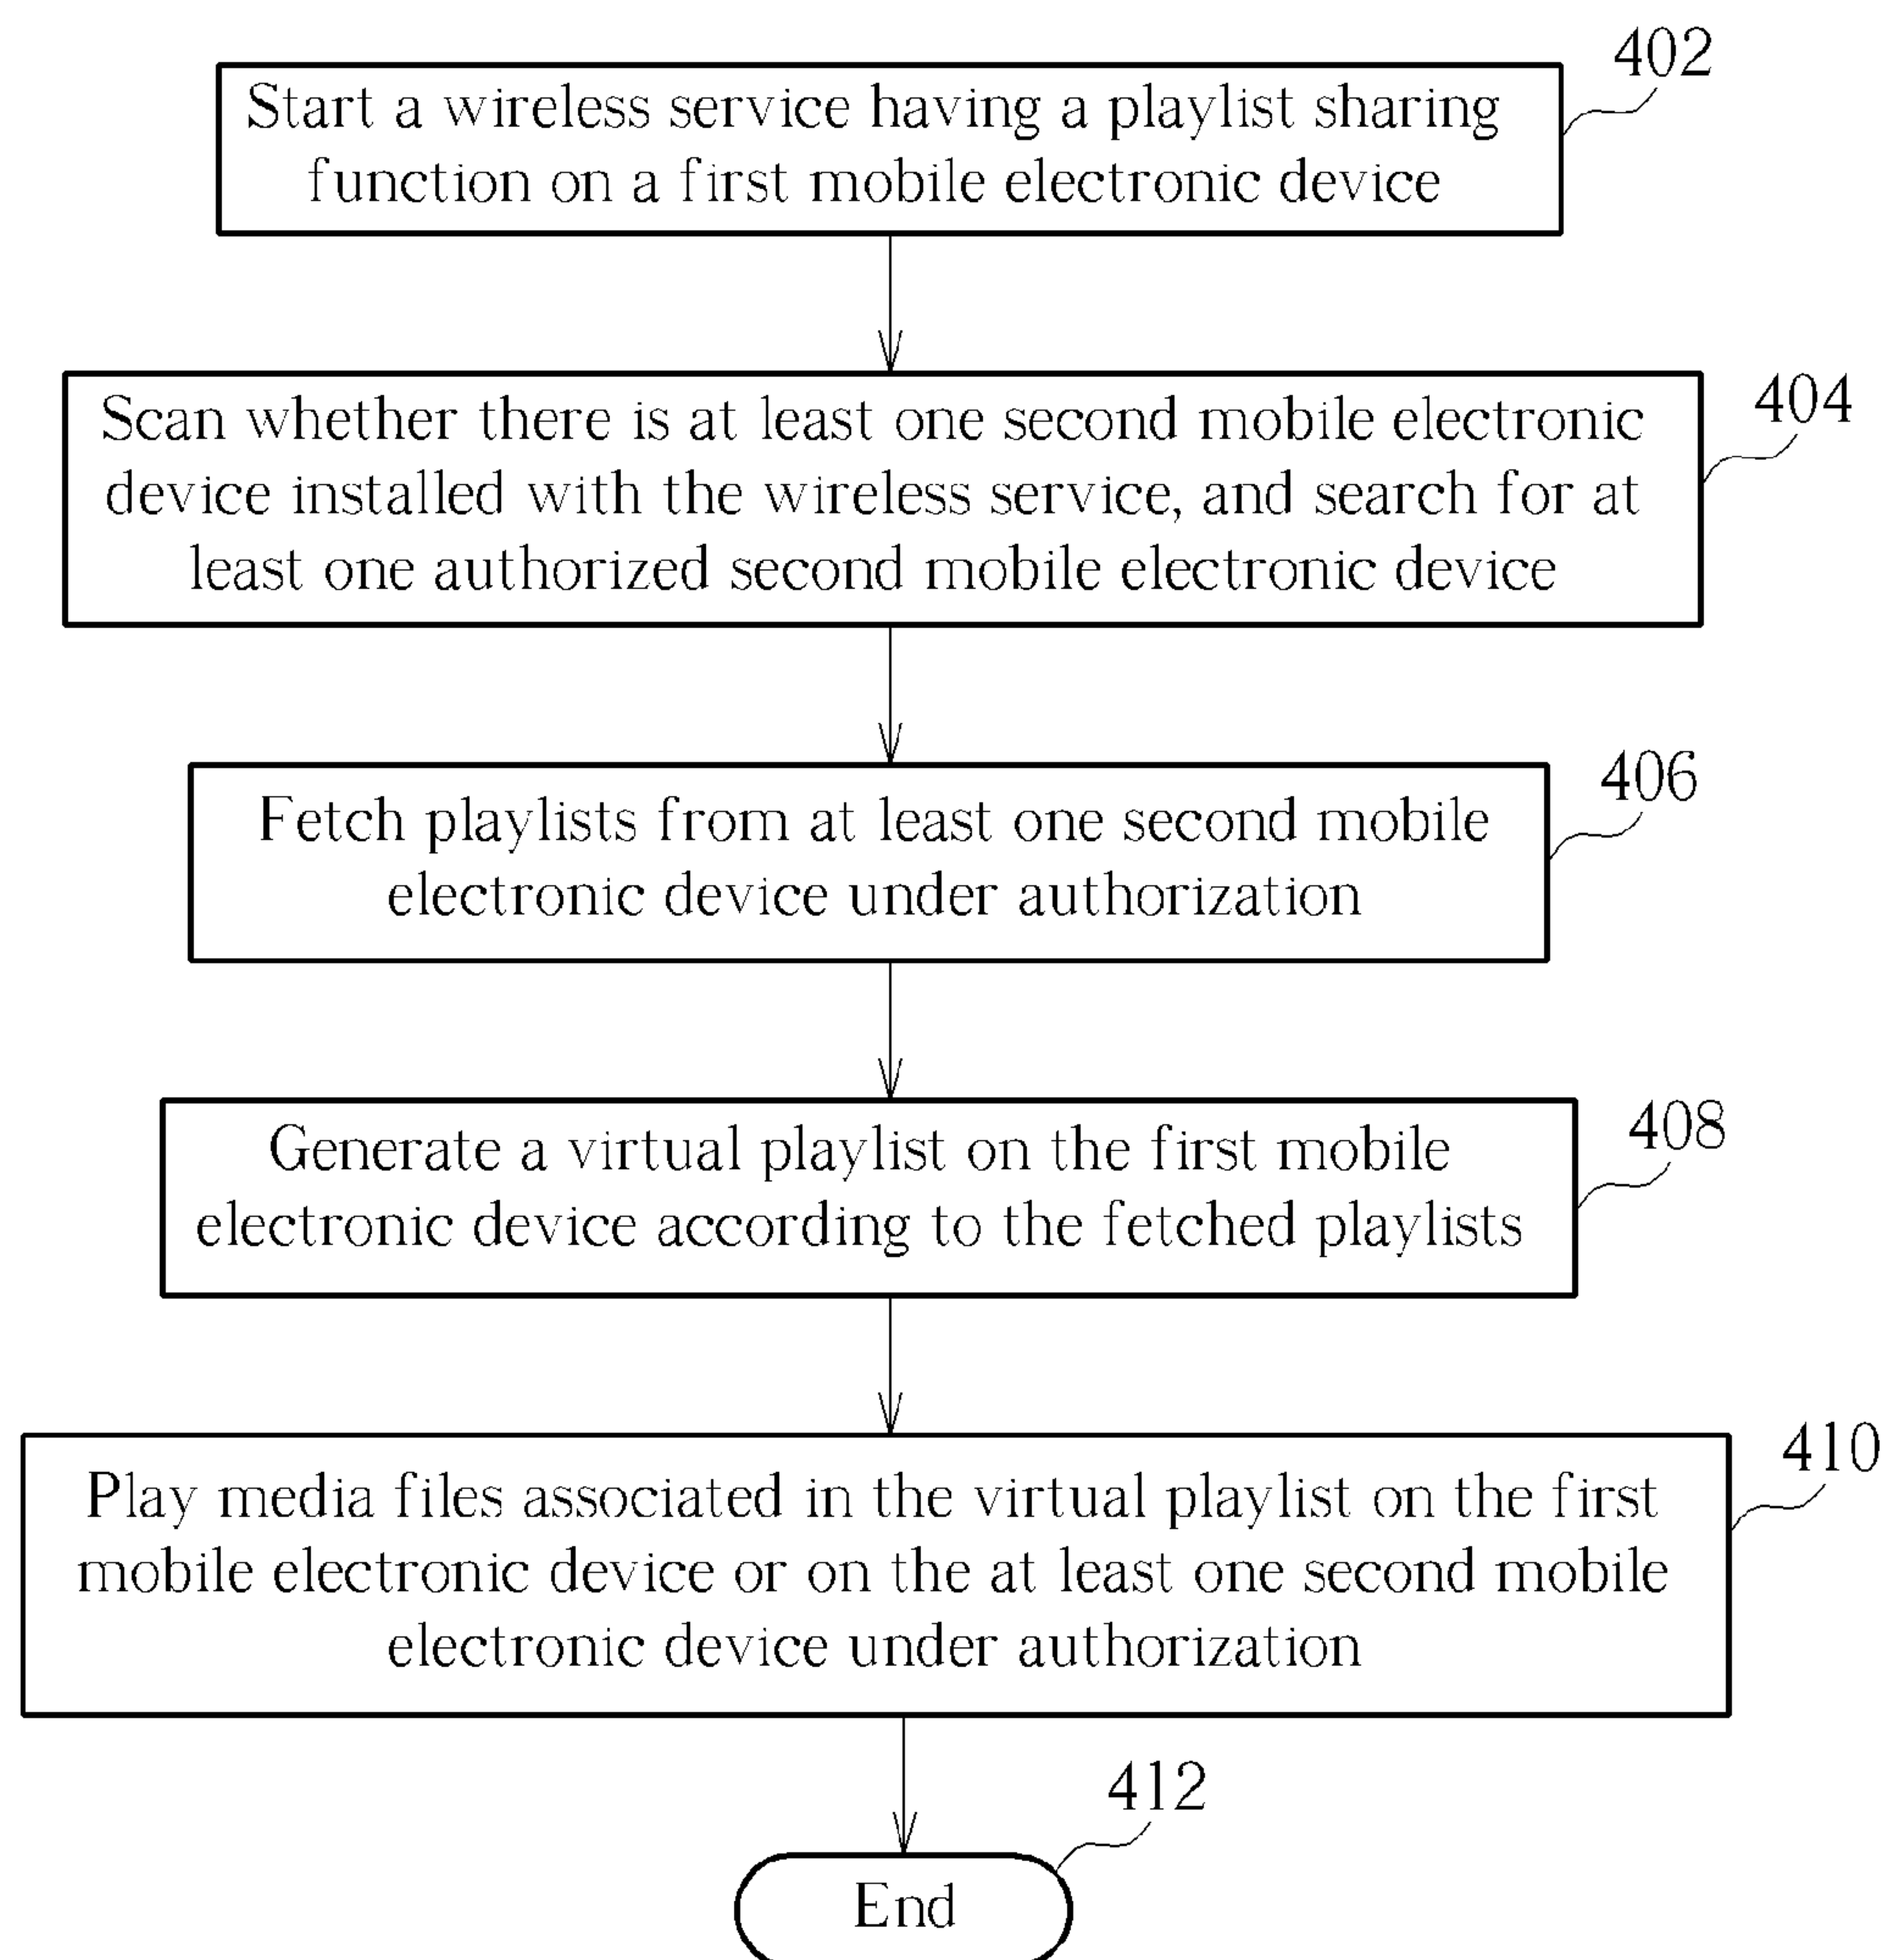 402
Start a wireless service having a playlist sharing
function on a first mobile electronic device
404
Scan whether there is at least one second mobile electronic
device installed with the wireless service, and search for at
least one authorized second mobile electronic device
406
Fetch playlists from at least one second mobile
electronic device under authorization
408
Generate a virtual playlist on the first mobile
electronic device according to the fetched playlists
410
Play media files associated in the virtual playlist on the first
mobile electronic device or on the at least one second mobile
electronic device under authorization
412
End